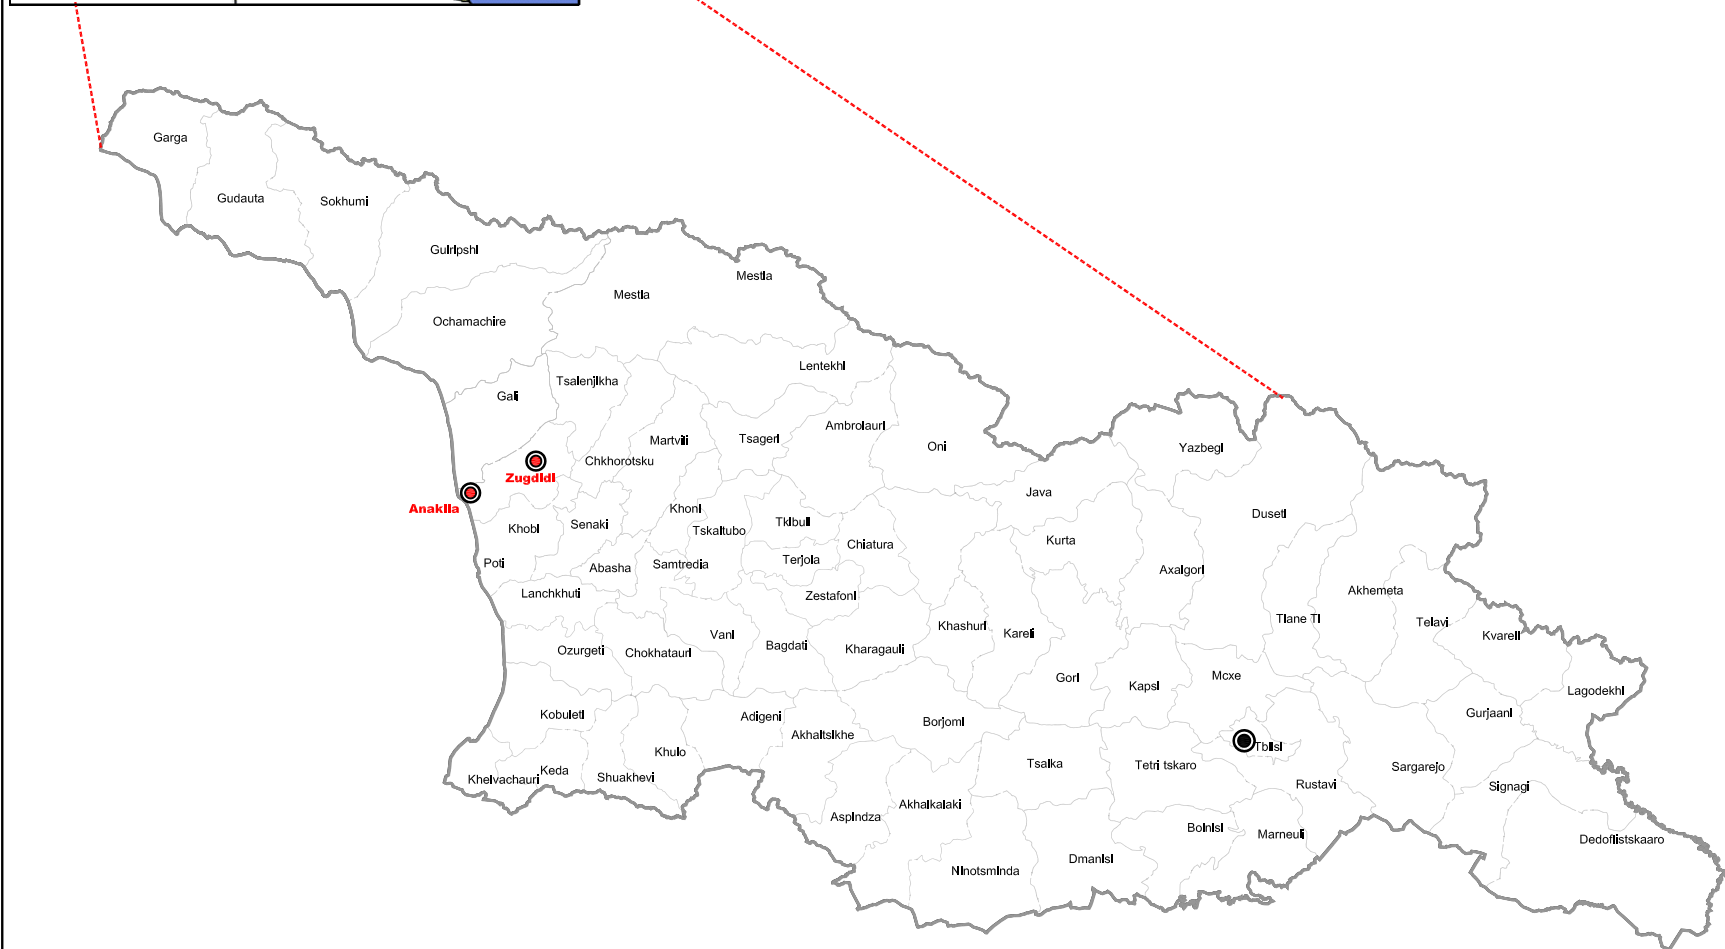 Garga
Gudauta
Sokhumi
Gulripshi
Mestia
Mestia
Ochamachire
Lentekhi
Tsalenjikha
Gali
Ambrolauri
Martvili
Tsageri
Oni
Yazbegi
Chkhorotsku
Zugdidi
Anaklia
Java
Khoni
Duseti
Senaki
Tkibuli
Khobi
Tskaltubo
Kurta
Chiatura
Terjola
Poti
Samtredia
Abasha
Axalgori
Akhemeta
Lanchkhuti
Zestafoni
Tiane Ti
Telavi
Khashuri
Kareli
Vani
Kvareli
Bagdati
Kharagauli
Ozurgeti
Chokhatauri
Mcxe
Gori
Kapsi
Lagodekhi
Kobuleti
Adigeni
Gurjaani
Borjomi
Akhaltsikhe
Tbilisi
Khulo
Tsalka
Tetri tskaro
Sargarejo
Keda
Khelvachauri
Shuakhevi
Rustavi
Signagi
Akhalkalaki
Aspindza
Bolnisi
Marneuli
Dedoflistskaaro
Dmanisi
Ninotsminda